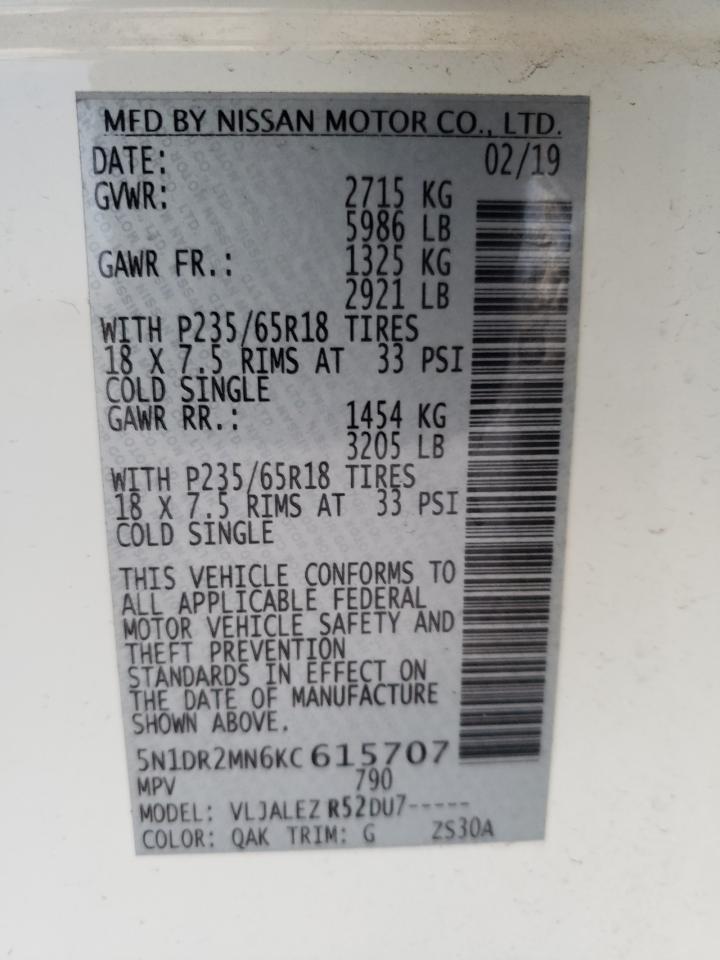 MFD BY NISSAN MOTOR CO., LTD.
DATE: 02/19
GVWR: 2715 KG
5986 LB
GAWR FR.: 1325 KG
2921 LB
WITH P235/65R18 TIRES
18 X 7.5 RIMS AT 33 PSI
COLD SINGLE
GAWR RR.: 1454 KG
3205 LB
WITH P235/65R18 TIRES
18 X 7.5 RIMS AT 33 PSI
COLD SINGLE
THIS VEHICLE CONFORMS TO
ALL APPLICABLE FEDERAL
MOTOR VEHICLE SAFETY AND
THEFT PREVENTION
STANDARDS IN EFFECT ON
THE DATE OF MANUFACTURE
SHOWN ABOVE.
5N1DR2MN6KC615707
MPV 790
MODEL: VLJALEZ R52DU7-----
COLOR: QAK TRIM: G ZS30A